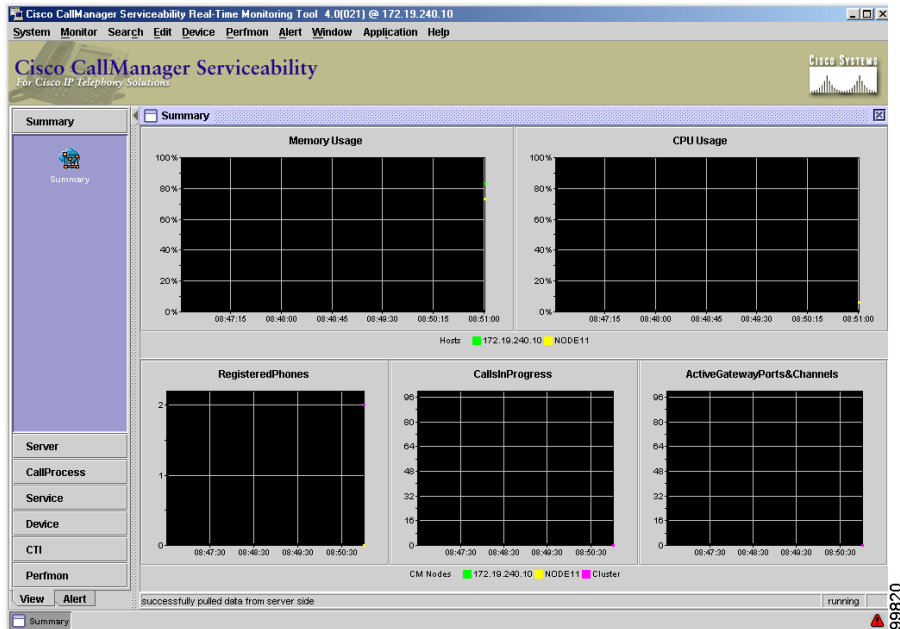 Cisco CallManager Serviceability Real-Time Monitoring Tool 4.0[021] @ 172.19.240.10
System Monitor Search Edit Device Perfmon Alert Window Application Help
Cisco CallManager Serviceability
For Cisco IP Telephony Solutions
CISCO SYSTEMS
Summary
Summary
Summary
Memory Usage
100%
80%
60%
40%
20%
0%
08:47:15 08:48:00 08:48:45 08:49:30 08:50:15 08:51:00
CPU Usage
100%
80%
60%
40%
20%
0%
08:47:15 08:48:00 08:48:45 08:49:30 08:50:15 08:51:00
Hosts 172.19.240.10 NODE11
RegisteredPhones
2
1
0
08:47:30 08:48:30 08:49:30 08:50:30
CallsInProgress
96
80
64
48
32
16
0
08:47:30 08:48:30 08:49:30 08:50:30
ActiveGatewayPorts&Channels
96
80
64
48
32
16
0
08:47:30 08:48:30 08:49:30 08:50:30
CM Nodes 172.19.240.10 NODE11 Cluster
Server
CallProcess
Service
Device
CTI
Perfmon
View Alert
successfully pulled data from server side
running
Summary
99820